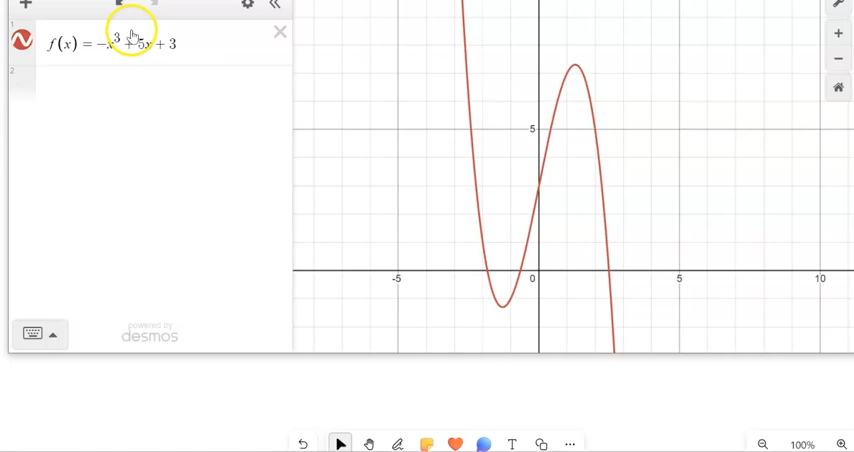 1
f(x) = −x³ + 5x + 3
2
5
-5
0
5
10
powered by
desmos
T
100%